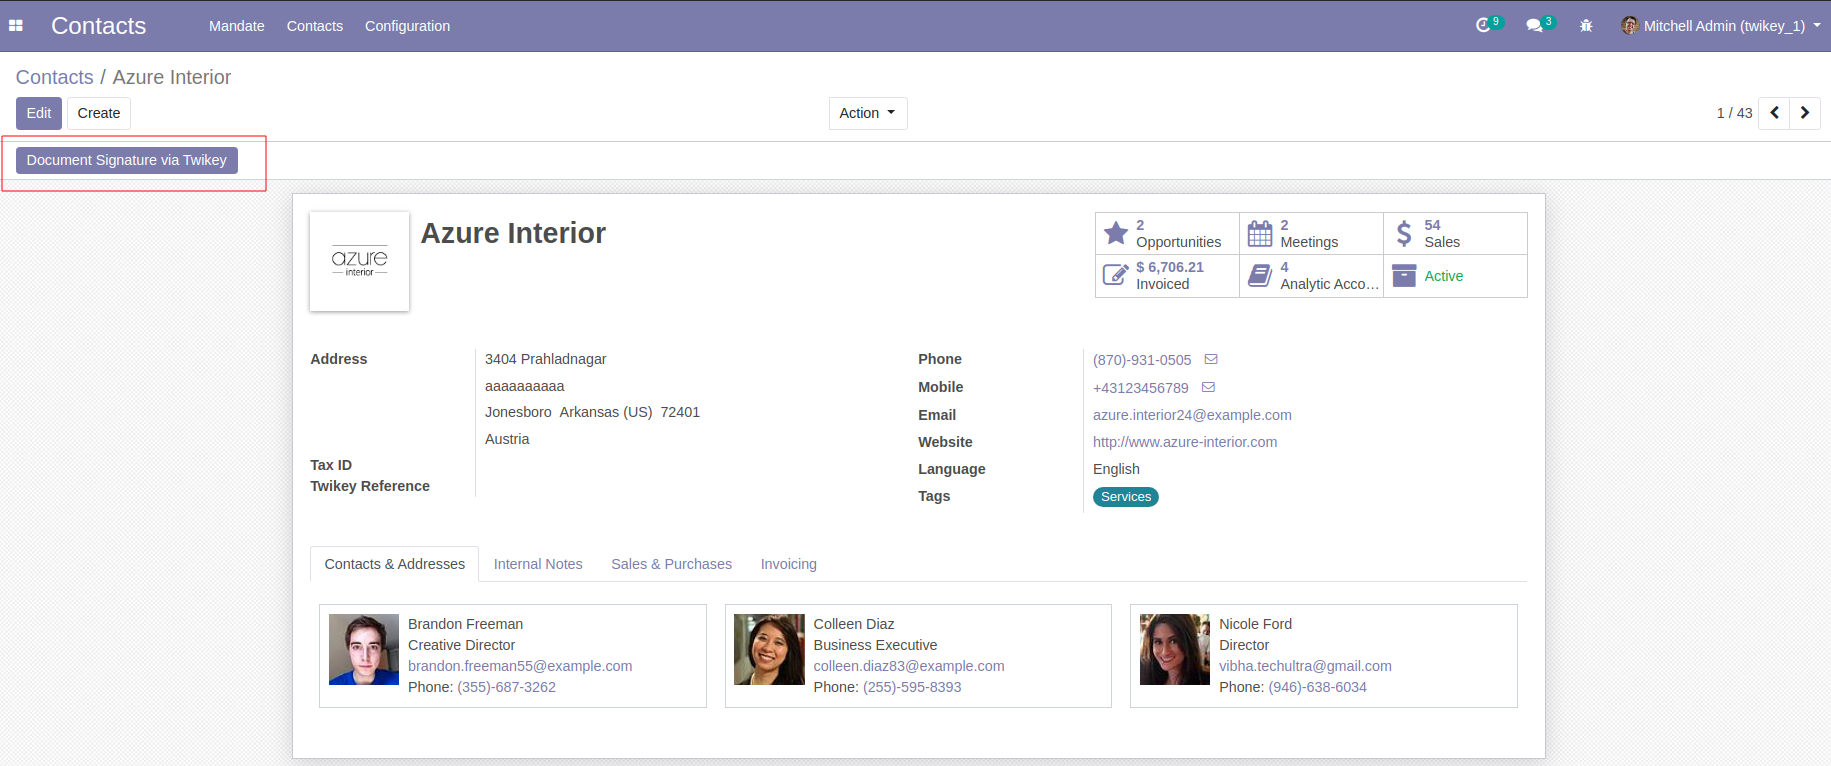 Contacts Mandate Contacts Configuration 9 3 Mitchell Admin (twikey_1)
Contacts / Azure Interior
Edit Create Action 1 / 43
Document Signature via Twikey
azure
interior
Azure Interior
2
Opportunities
2
Meetings
54
Sales
$ 6,706.21
Invoiced
4
Analytic Acco...
Active
Address
3404 Prahladnagar
aaaaaaaaaa
Jonesboro Arkansas (US) 72401
Austria
Tax ID
Twikey Reference
Phone (870)-931-0505
Mobile +43123456789
Email azure.interior24@example.com
Website http://www.azure-interior.com
Language English
Tags Services
Contacts & Addresses Internal Notes Sales & Purchases Invoicing
Brandon Freeman
Creative Director
brandon.freeman55@example.com
Phone: (355)-687-3262
Colleen Diaz
Business Executive
colleen.diaz83@example.com
Phone: (255)-595-8393
Nicole Ford
Director
vibha.techultra@gmail.com
Phone: (946)-638-6034